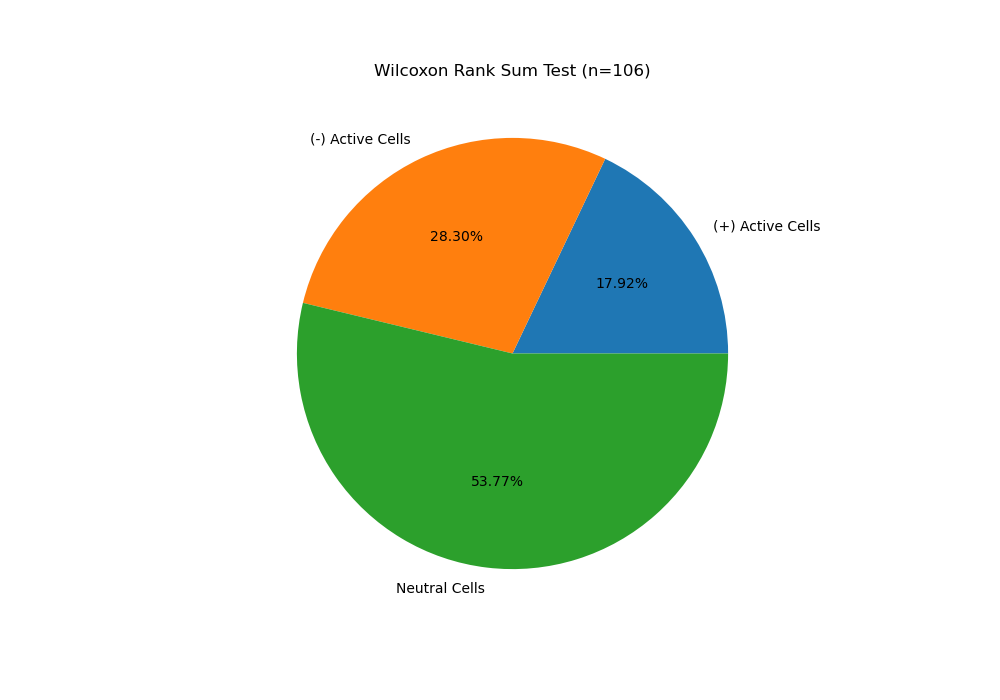 Wilcoxon Rank Sum Test (n=106)
(-) Active Cells
(+) Active Cells
28.30%
17.92%
53.77%
Neutral Cells